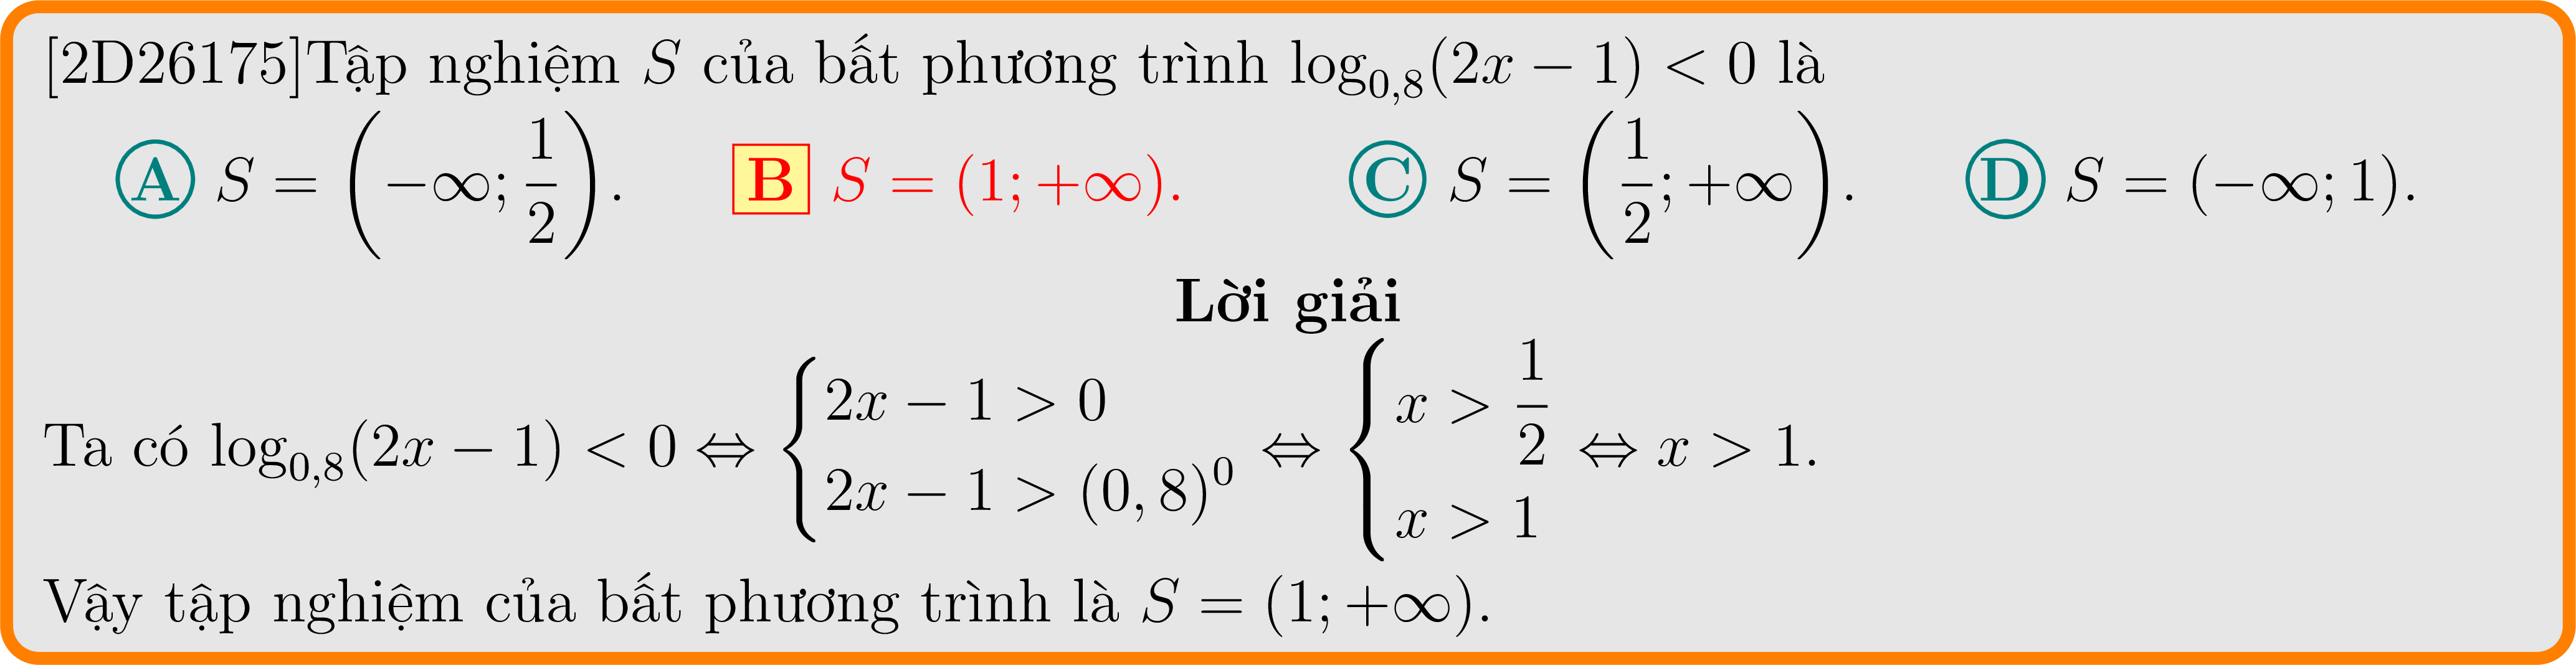 [2D26175]Tập nghiệm $S$ của bất phương trình $\log_{0,8}(2x-1) < 0$ là
A $S = \left(-\infty; \dfrac{1}{2}\right).$ B $S = (1; +\infty).$ C $S = \left(\dfrac{1}{2}; +\infty\right).$ D $S = (-\infty; 1).$
Lời giải
Ta có $\log_{0,8}(2x-1) < 0 \Leftrightarrow \begin{cases} 2x-1 > 0 \\ 2x-1 > (0,8)^0 \end{cases} \Leftrightarrow \begin{cases} x > \dfrac{1}{2} \\ x > 1 \end{cases} \Leftrightarrow x > 1.$
Vậy tập nghiệm của bất phương trình là $S = (1; +\infty).$